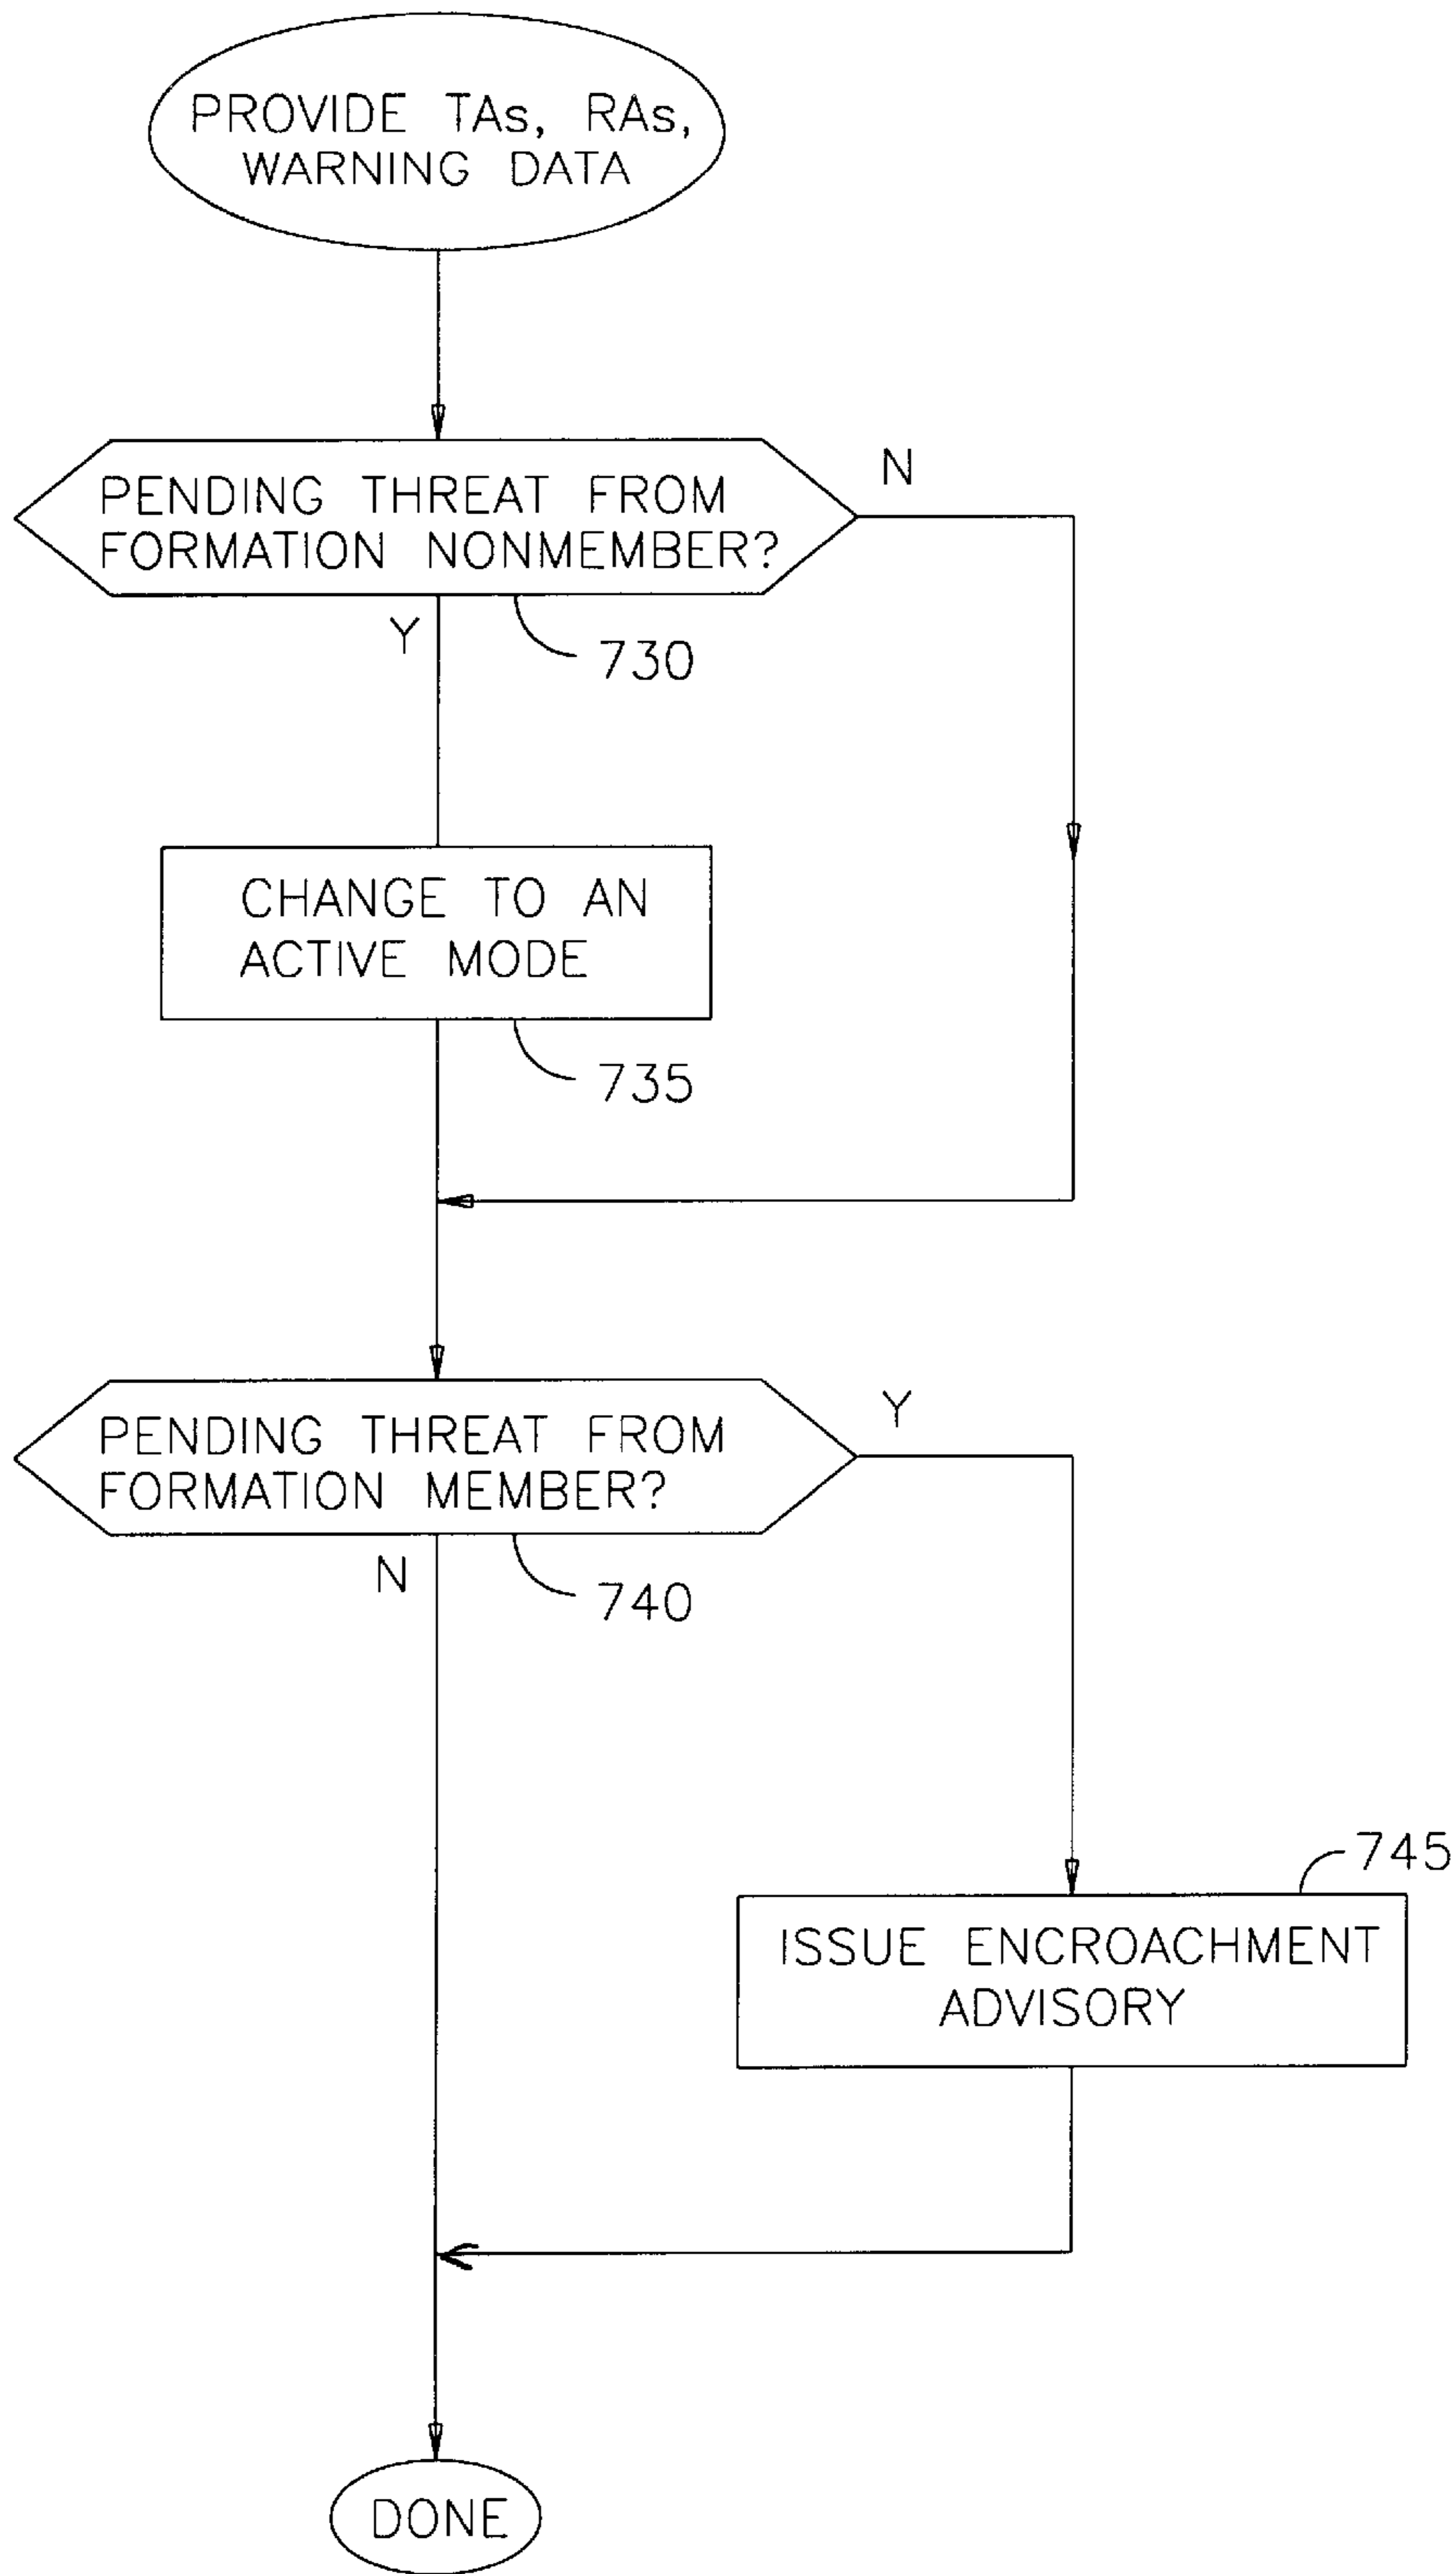 PROVIDE TAs, RAs,
WARNING DATA
PENDING THREAT FROM
FORMATION NONMEMBER?
N
Y
730
CHANGE TO AN
ACTIVE MODE
735
PENDING THREAT FROM
FORMATION MEMBER?
Y
N
740
745
ISSUE ENCROACHMENT
ADVISORY
DONE